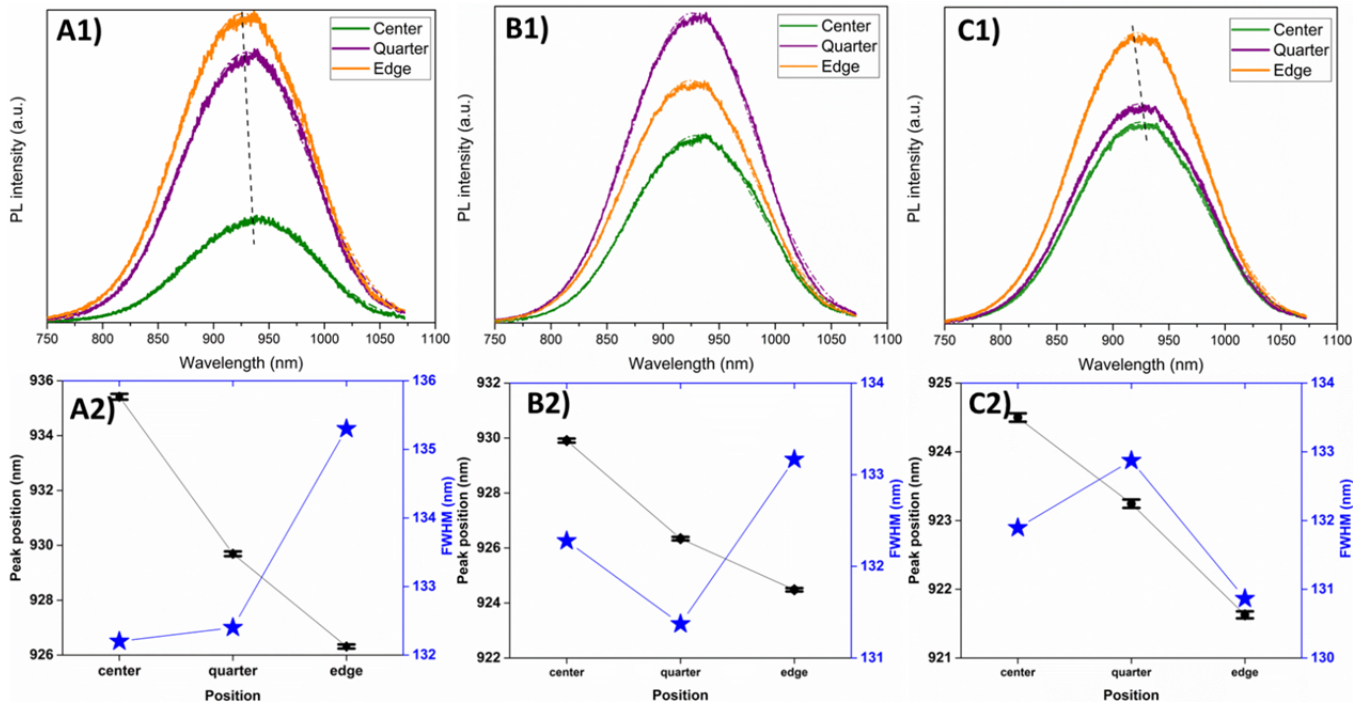 A1)
Center
Quarter
Edge
PL intensity (a.u.)
750 800 850 900 950 1000 1050 1100
Wavelength (nm)
B1)
Center
Quarter
Edge
PL intensity (a.u.)
750 800 850 900 950 1000 1050 1100
Wavelength (nm)
C1)
Center
Quarter
Edge
PL intensity (a.u.)
750 800 850 900 950 1000 1050 1100
Wavelength (nm)
A2)
Peak position (nm)
936
934
932
930
928
926
FWHM (nm)
136
135
134
133
132
center quarter edge
Position
B2)
Peak position (nm)
932
930
928
926
924
922
FWHM (nm)
134
133
132
131
center quarter edge
Position
C2)
Peak position (nm)
925
924
923
922
921
FWHM (nm)
134
133
132
131
130
center quarter edge
Position